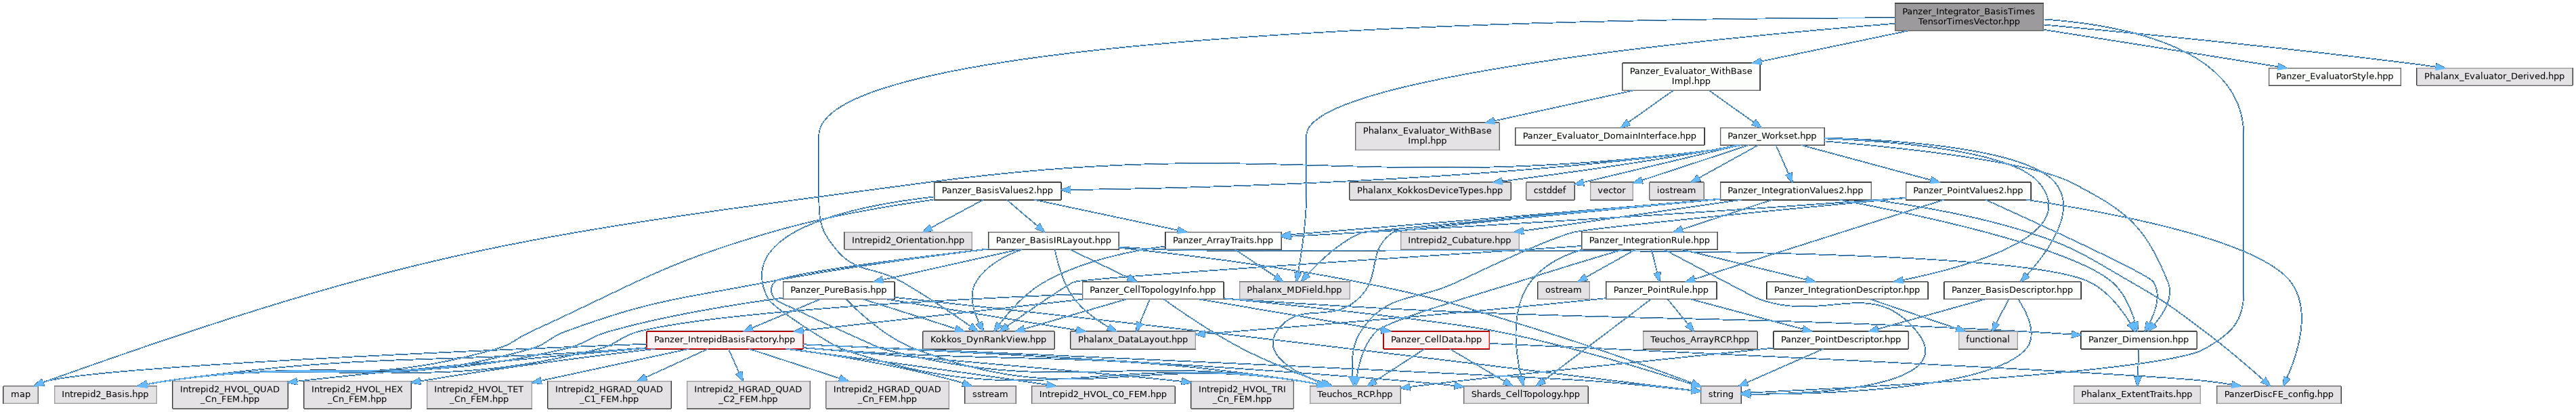 Panzer_Integrator_BasisTimes
TensorTimesVector.hpp
Panzer_Evaluator_WithBase
Impl.hpp
Panzer_EvaluatorStyle.hpp
Phalanx_Evaluator_Derived.hpp
Phalanx_Evaluator_WithBase
Impl.hpp
Panzer_Evaluator_DomainInterface.hpp
Panzer_Workset.hpp
Panzer_BasisValues2.hpp
Phalanx_KokkosDeviceTypes.hpp
cstddef
vector
iostream
Panzer_IntegrationValues2.hpp
Panzer_PointValues2.hpp
Intrepid2_Orientation.hpp
Panzer_BasisIRLayout.hpp
Panzer_ArrayTraits.hpp
Intrepid2_Cubature.hpp
Panzer_IntegrationRule.hpp
Panzer_PureBasis.hpp
Panzer_CellTopologyInfo.hpp
Phalanx_MDField.hpp
ostream
Panzer_PointRule.hpp
Panzer_IntegrationDescriptor.hpp
Panzer_BasisDescriptor.hpp
Panzer_IntrepidBasisFactory.hpp
Kokkos_DynRankView.hpp
Phalanx_DataLayout.hpp
Panzer_CellData.hpp
Teuchos_ArrayRCP.hpp
Panzer_PointDescriptor.hpp
functional
Panzer_Dimension.hpp
map
Intrepid2_Basis.hpp
Intrepid2_HVOL_QUAD
_Cn_FEM.hpp
Intrepid2_HVOL_HEX
_Cn_FEM.hpp
Intrepid2_HVOL_TET
_Cn_FEM.hpp
Intrepid2_HGRAD_QUAD
_C1_FEM.hpp
Intrepid2_HGRAD_QUAD
_C2_FEM.hpp
Intrepid2_HGRAD_QUAD
_Cn_FEM.hpp
sstream
Intrepid2_HVOL_C0_FEM.hpp
Intrepid2_HVOL_TRI
_Cn_FEM.hpp
Teuchos_RCP.hpp
Shards_CellTopology.hpp
string
Phalanx_ExtentTraits.hpp
PanzerDiscFE_config.hpp